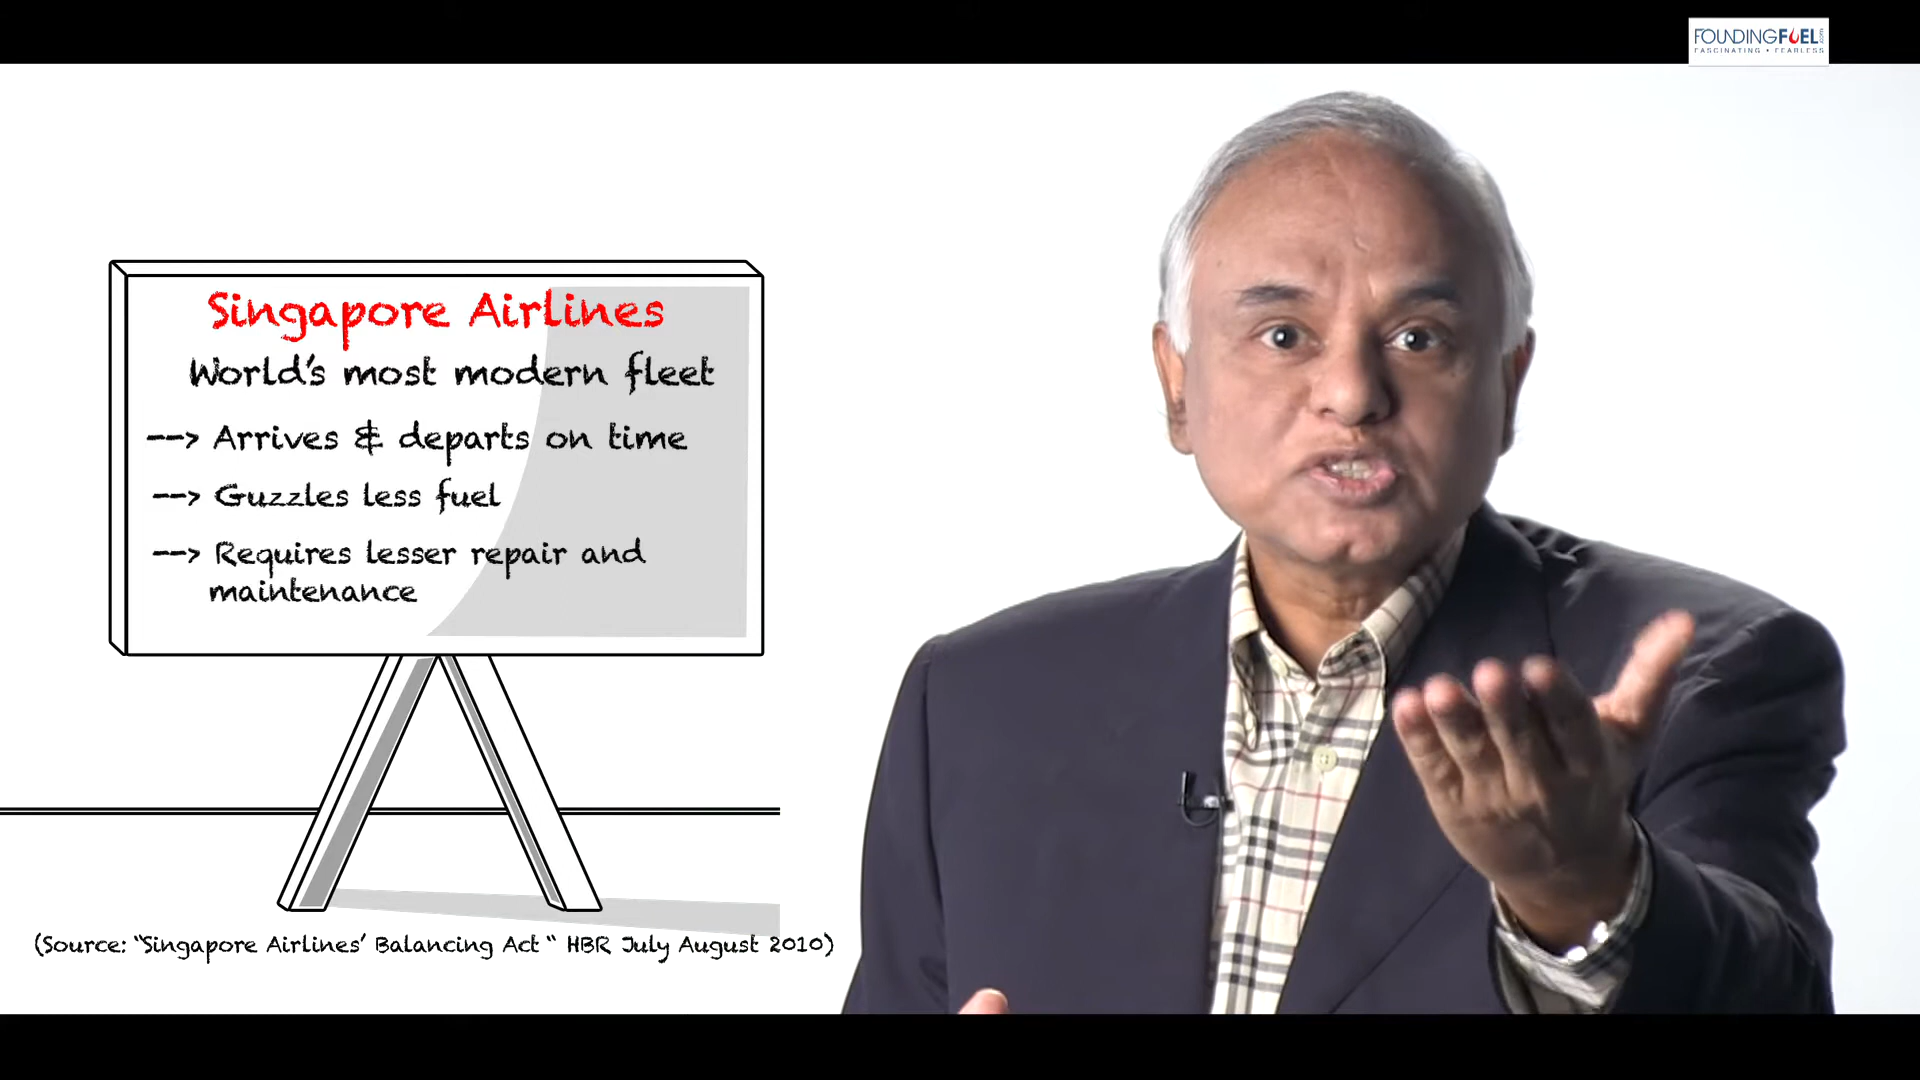 FOUNDINGFUEL.com
FASCINATING • FEARLESS
Singapore Airlines
World's most modern fleet
--> Arrives & departs on time
--> Guzzles less fuel
--> Requires lesser repair and
maintenance
(Source: "Singapore Airlines' Balancing Act " HBR July August 2010)